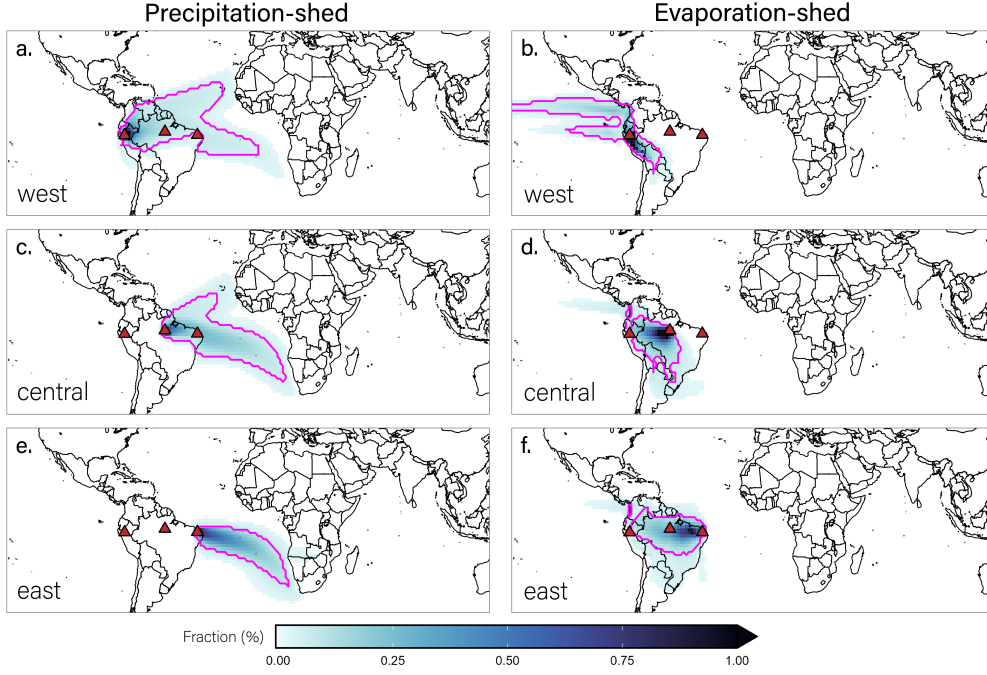 Precipitation-shed
Evaporation-shed
a.
west
b.
west
c.
central
d.
central
e.
east
f.
east
Fraction (%)
0.00 0.25 0.50 0.75 1.00